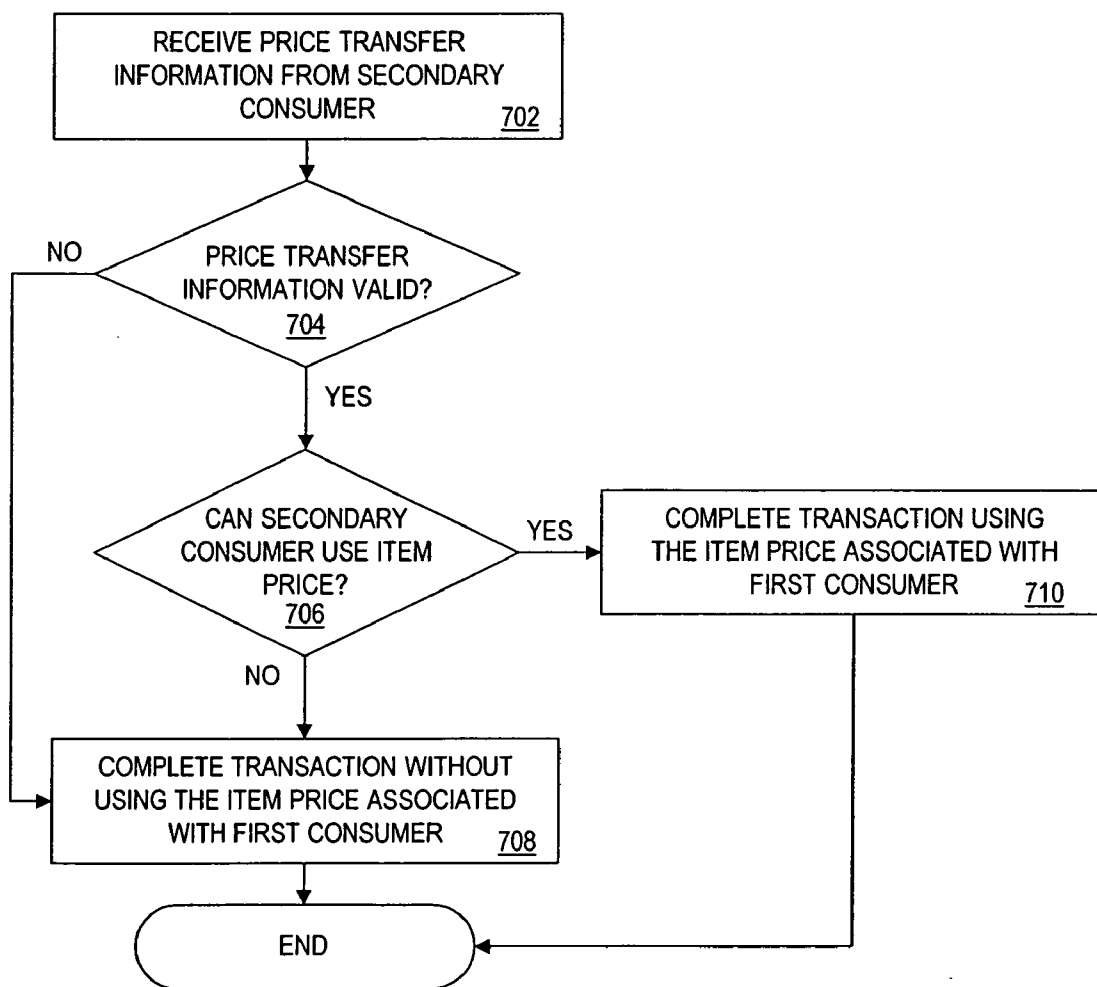 RECEIVE PRICE TRANSFER
INFORMATION FROM SECONDARY
CONSUMER
702
NO
PRICE TRANSFER
INFORMATION VALID?
704
YES
CAN SECONDARY
CONSUMER USE ITEM
PRICE?
706
YES
COMPLETE TRANSACTION USING
THE ITEM PRICE ASSOCIATED WITH
FIRST CONSUMER
710
NO
COMPLETE TRANSACTION WITHOUT
USING THE ITEM PRICE ASSOCIATED
WITH FIRST CONSUMER
708
END